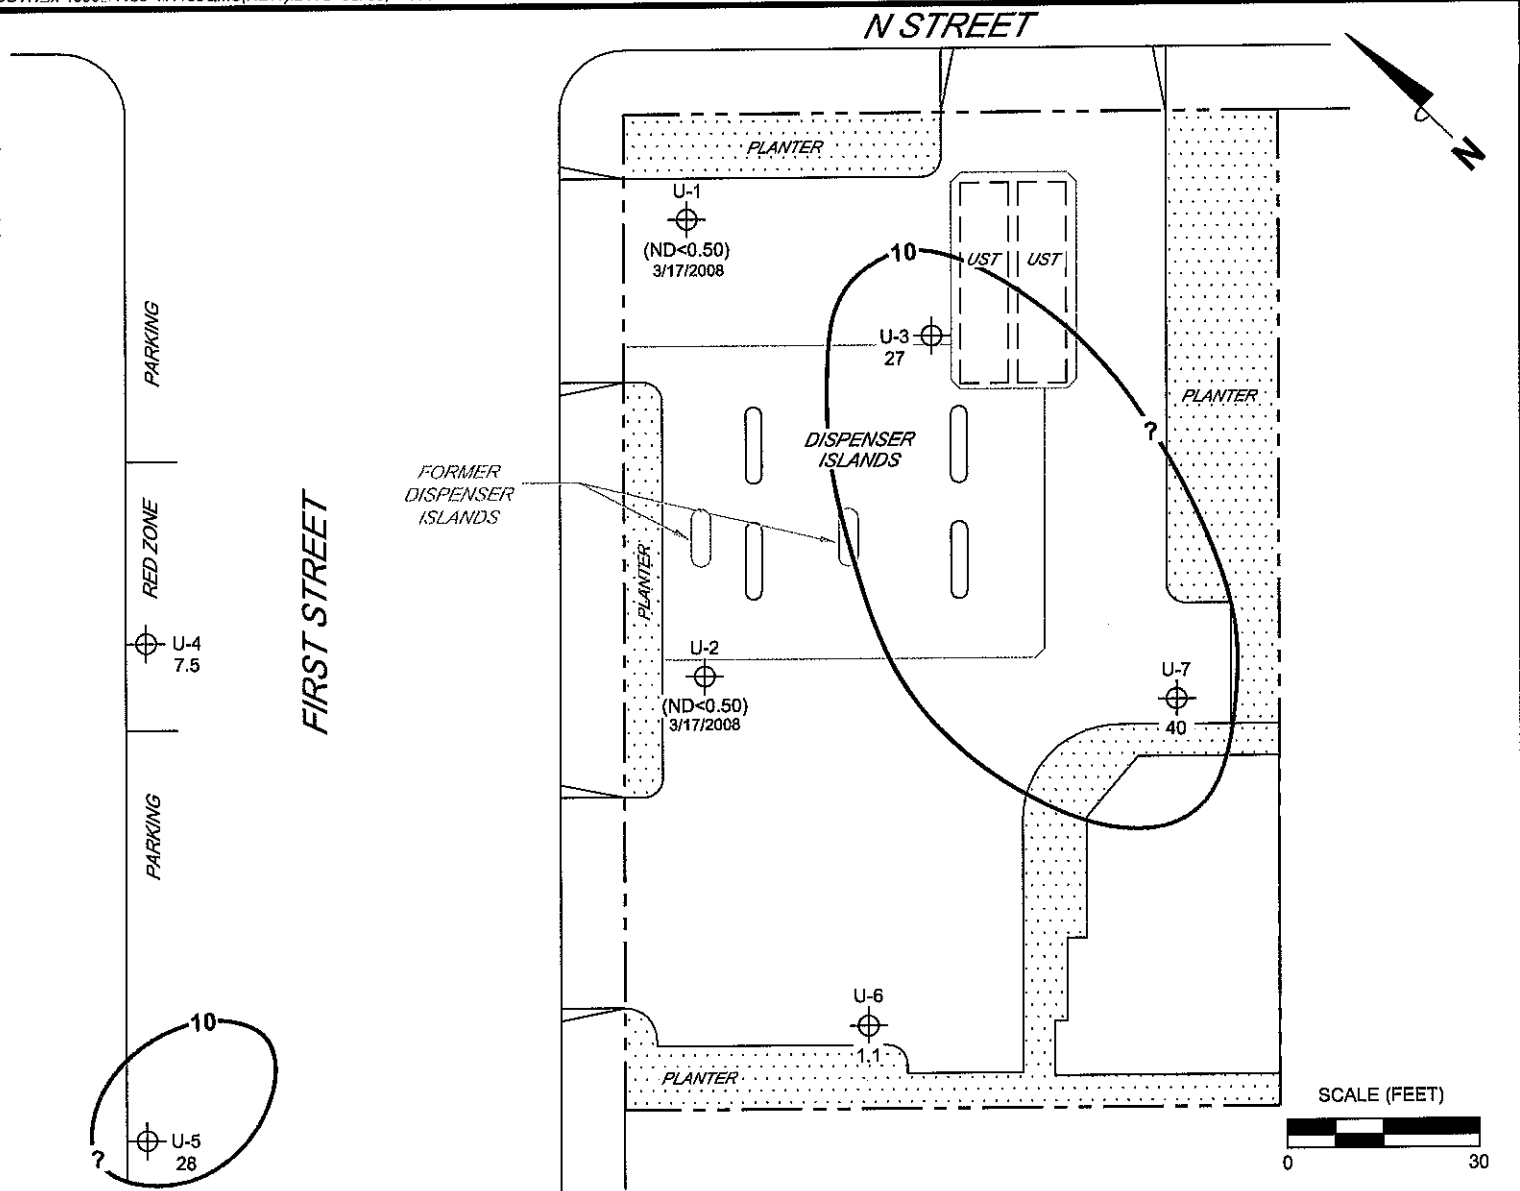 N STREET
N
PLANTER
U-1
(ND<0.50)
3/17/2008
10
UST
UST
U-3
27
PARKING
PLANTER
?
DISPENSER
ISLANDS
FORMER
DISPENSER
ISLANDS
RED ZONE
FIRST STREET
PLANTER
U-4
7.5
U-2
(ND<0.50)
3/17/2008
U-7
40
PARKING
U-6
1.1
10
PLANTER
SCALE (FEET)
0
30
U-5
28
?